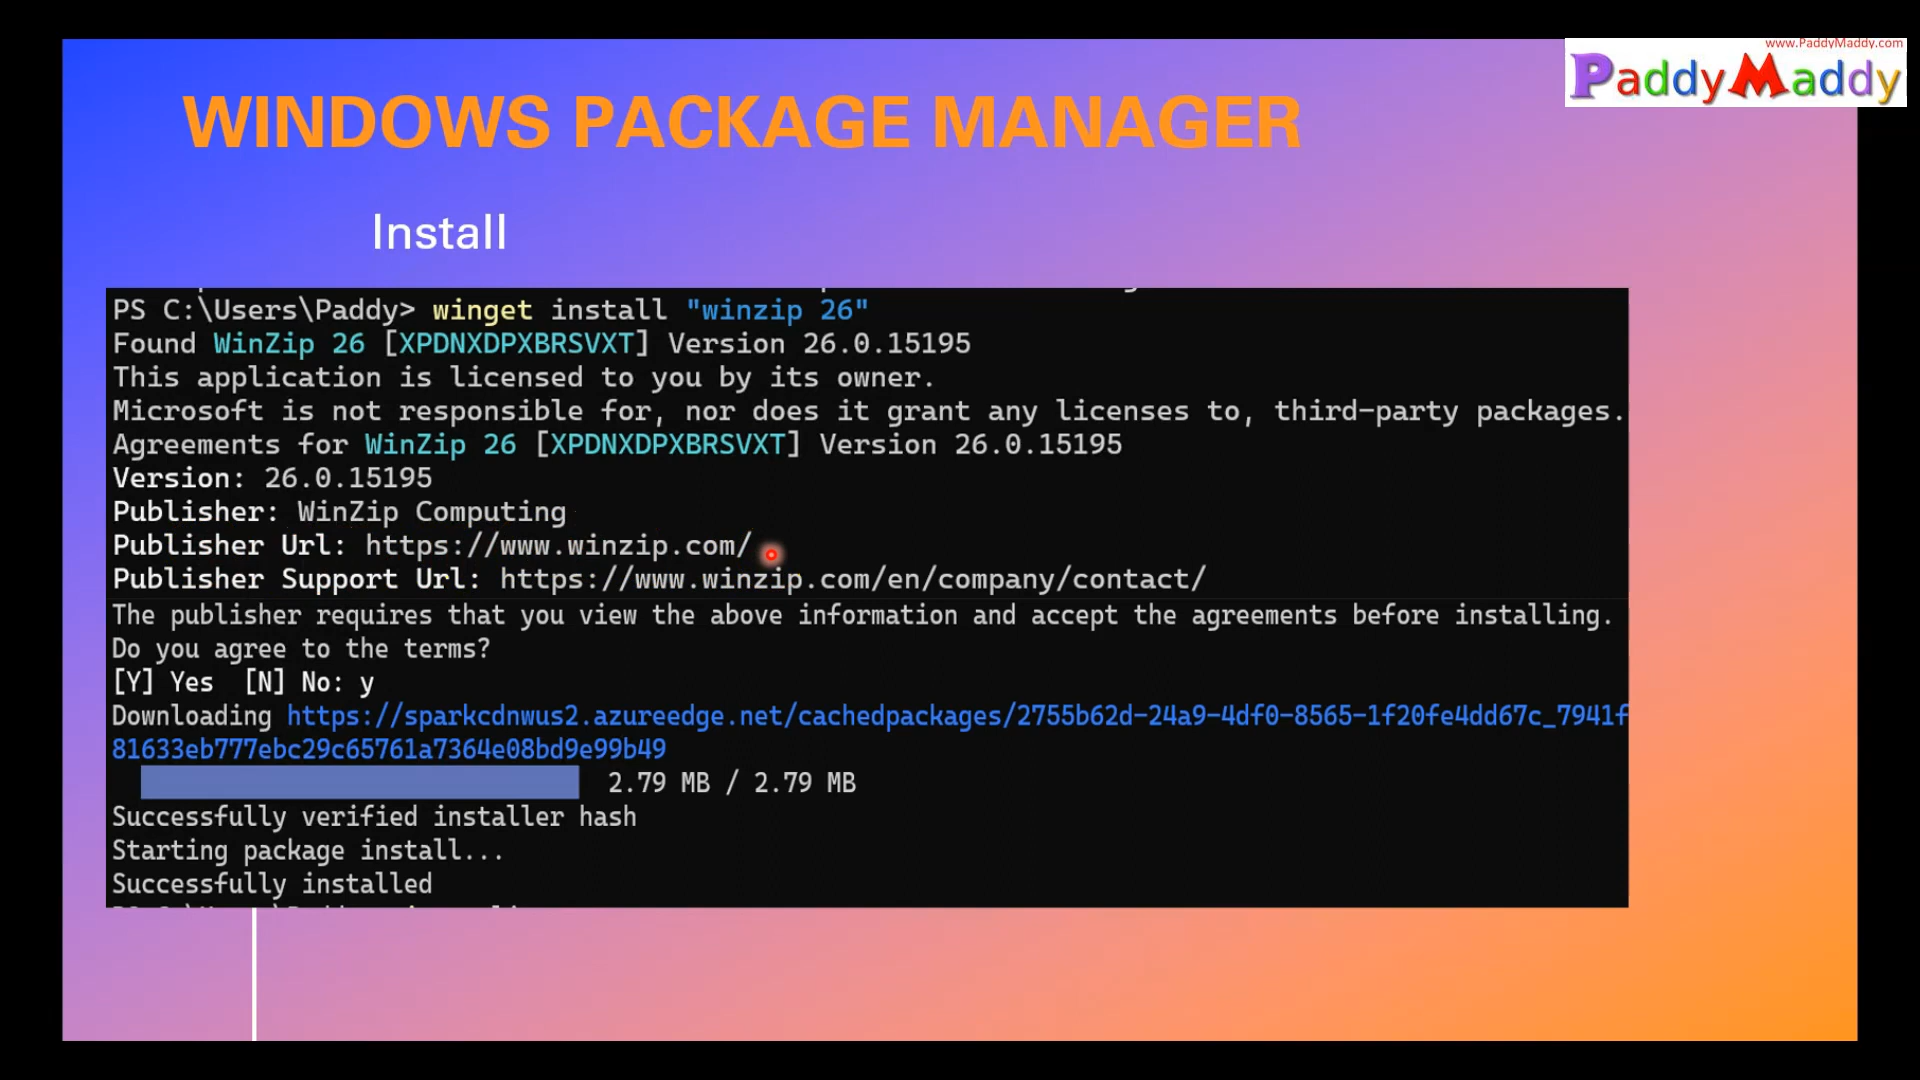 www.PaddyMaddy.com
PaddyMaddy
WINDOWS PACKAGE MANAGER
Install
PS C:\Users\Paddy> winget install "winzip 26"
Found WinZip 26 [XPDNXDPXBRSVXT] Version 26.0.15195
This application is licensed to you by its owner.
Microsoft is not responsible for, nor does it grant any licenses to, third-party packages.
Agreements for WinZip 26 [XPDNXDPXBRSVXT] Version 26.0.15195
Version: 26.0.15195
Publisher: WinZip Computing
Publisher Url: https://www.winzip.com/
Publisher Support Url: https://www.winzip.com/en/company/contact/
The publisher requires that you view the above information and accept the agreements before installing.
Do you agree to the terms?
[Y] Yes  [N] No: y
Downloading https://sparkcdnwus2.azureedge.net/cachedpackages/2755b62d-24a9-4df0-8565-1f20fe4dd67c_7941f
81633eb777ebc29c65761a7364e08bd9e99b49
2.79 MB / 2.79 MB
Successfully verified installer hash
Starting package install...
Successfully installed